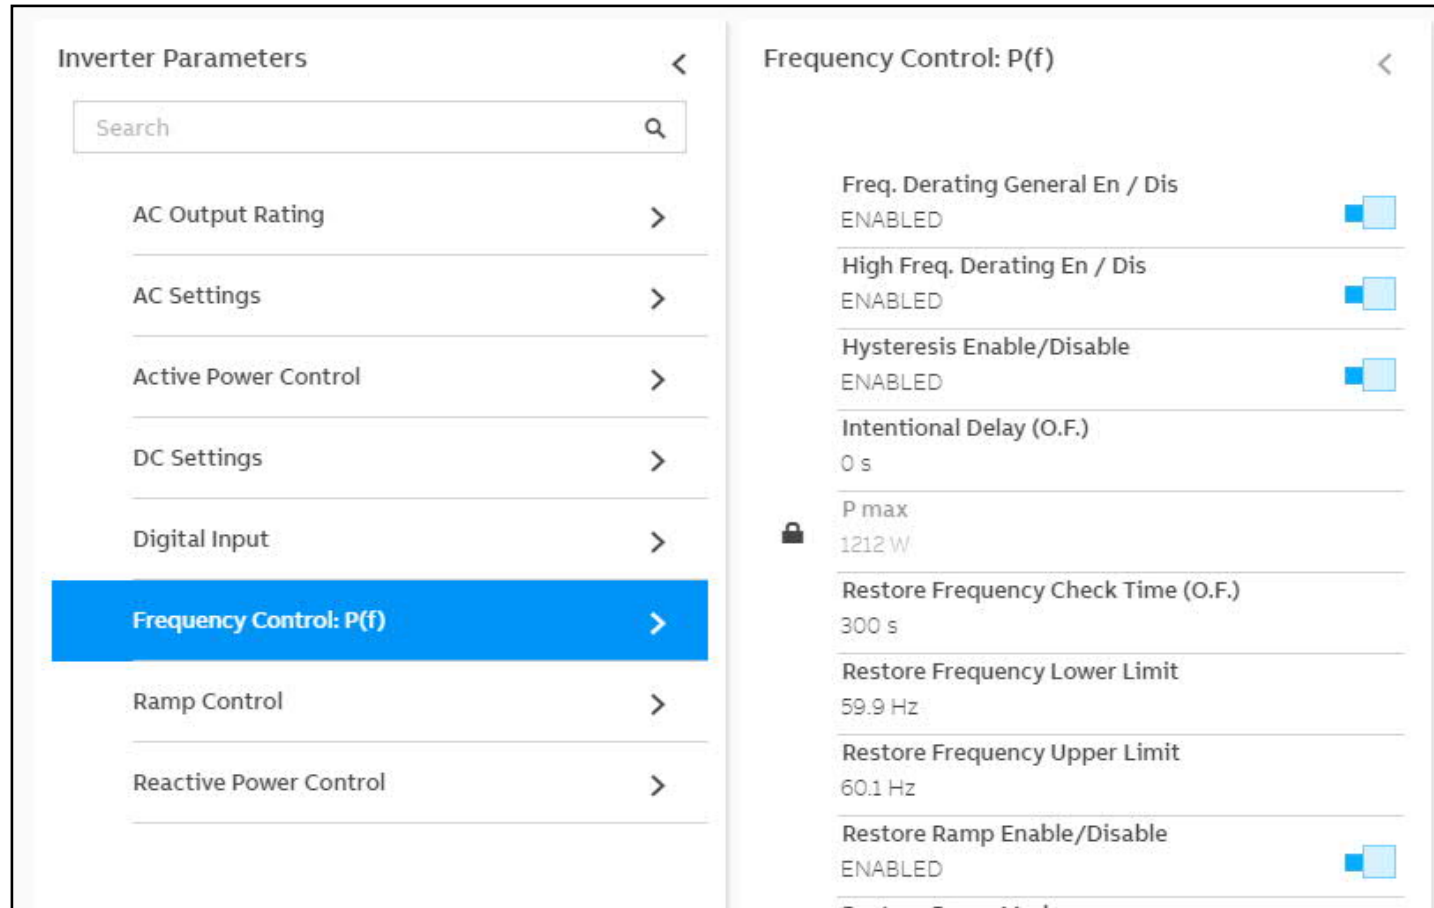 Inverter Parameters
Search
AC Output Rating
AC Settings
Active Power Control
DC Settings
Digital Input
Frequency Control: P(f)
Ramp Control
Reactive Power Control
Frequency Control: P(f)
Freq. Derating General En / Dis
ENABLED
High Freq. Derating En / Dis
ENABLED
Hysteresis Enable/Disable
ENABLED
Intentional Delay (O.F.)
0 s
P max
1212 W
Restore Frequency Check Time (O.F.)
300 s
Restore Frequency Lower Limit
59.9 Hz
Restore Frequency Upper Limit
60.1 Hz
Restore Ramp Enable/Disable
ENABLED